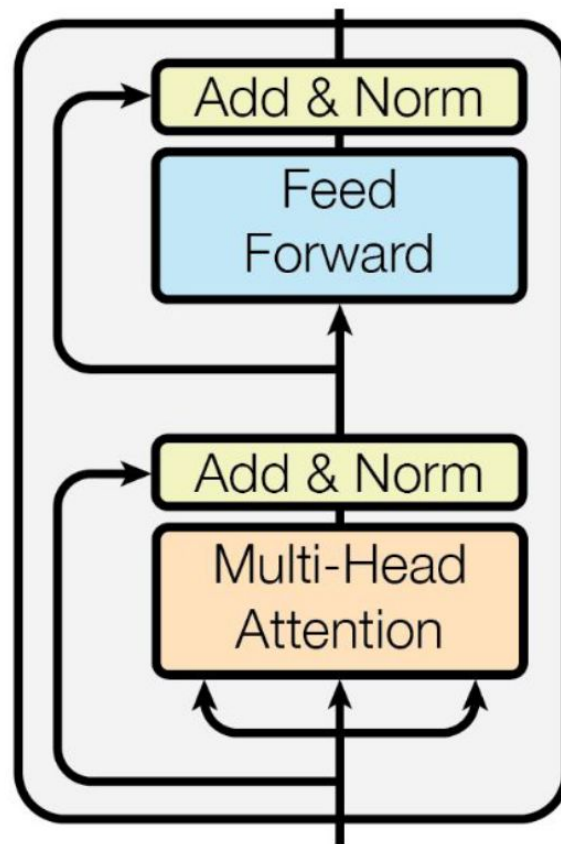 Add & Norm
Feed
Forward
Add & Norm
Multi-Head
Attention